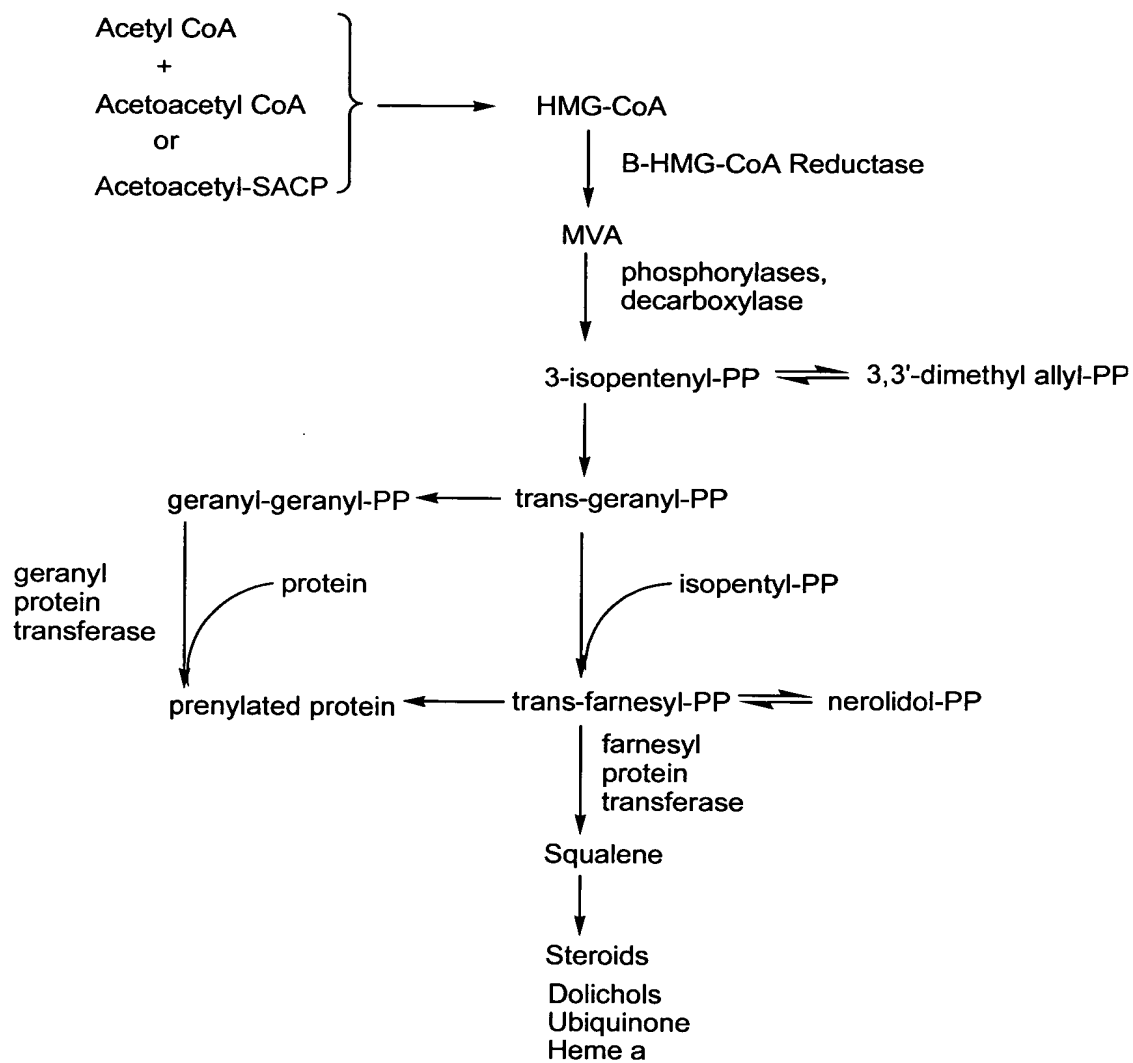 Acetyl CoA
+
Acetoacetyl CoA
or
Acetoacetyl-SACP
HMG-CoA
B-HMG-CoA Reductase
MVA
phosphorylases,
decarboxylase
3-isopentenyl-PP
3,3'-dimethyl allyl-PP
geranyl-geranyl-PP
trans-geranyl-PP
geranyl
protein
transferase
protein
isopentyl-PP
prenylated protein
trans-farnesyl-PP
nerolidol-PP
farnesyl
protein
transferase
Squalene
Steroids
Dolichols
Ubiquinone
Heme a